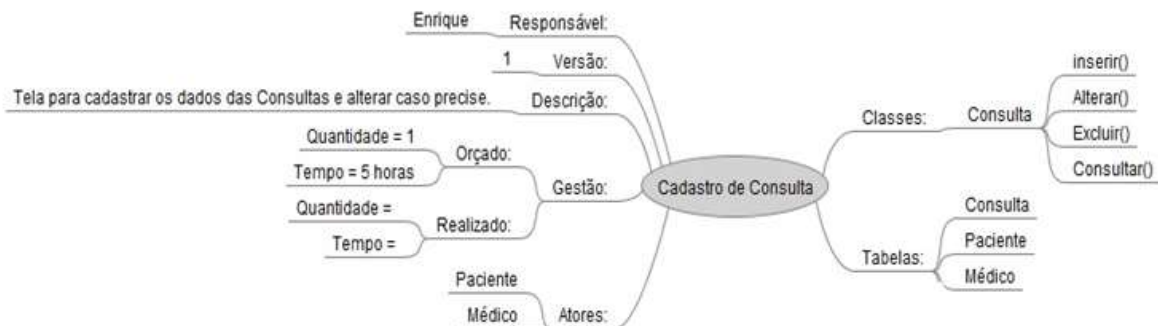 Enrique
Responsável:
1
Versão:
Tela para cadastrar os dados das Consultas e alterar caso precise.
Descrição:
Quantidade = 1
Tempo = 5 horas
Orçado:
Quantidade =
Tempo =
Realizado:
Gestão:
Paciente
Médico
Atores:
Cadastro de Consulta
Classes:
Consulta
inserir()
Alterar()
Excluir()
Consultar()
Tabelas:
Consulta
Paciente
Médico